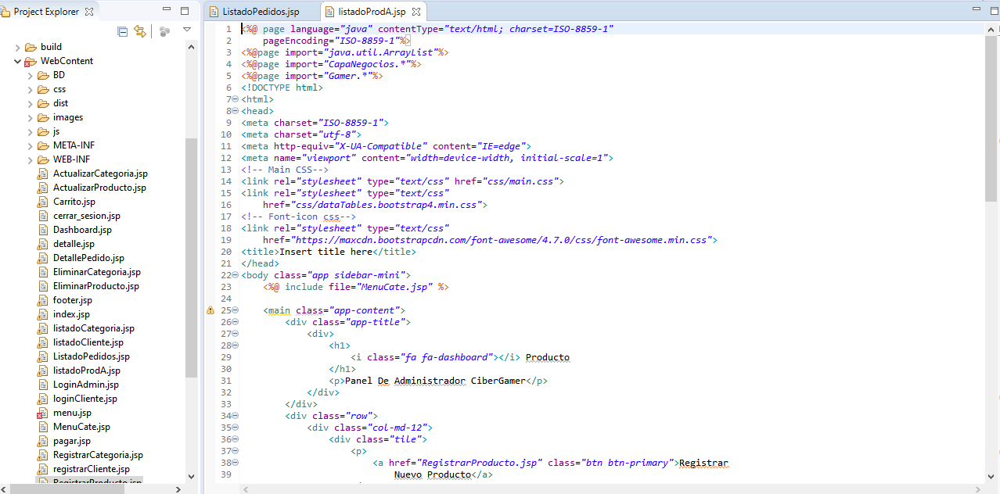 Project Explorer
build
WebContent
BD
css
dist
images
js
META-INF
WEB-INF
ActualizarCategoria.jsp
ActualizarProducto.jsp
Carrito.jsp
cerrar_sesion.jsp
Dashboard.jsp
detalle.jsp
DetallePedido.jsp
EliminarCategoria.jsp
EliminarProducto.jsp
footer.jsp
index.jsp
listadoCategoria.jsp
listadoCliente.jsp
ListadoPedidos.jsp
listadoProdA.jsp
LoginAdmin.jsp
loginCliente.jsp
menu.jsp
MenuCate.jsp
pagar.jsp
RegistrarCategoria.jsp
registrarCliente.jsp
RegistrarProducto.jsp
ListadoPedidos.jsp listadoProdA.jsp
1 <%@ page language="java" contentType="text/html; charset=ISO-8859-1"
2 pageEncoding="ISO-8859-1"%>
3 <%@page import="java.util.ArrayList"%>
4 <%@page import="CapaNegocios.*"%>
5 <%@page import="Gamer.*"%>
6 <!DOCTYPE html>
7 <html>
8 <head>
9 <meta charset="ISO-8859-1">
10 <meta charset="utf-8">
11 <meta http-equiv="X-UA-Compatible" content="IE=edge">
12 <meta name="viewport" content="width=device-width, initial-scale=1">
13 <!-- Main CSS-->
14 <link rel="stylesheet" type="text/css" href="css/main.css">
15 <link rel="stylesheet" type="text/css"
16 href="css/dataTables.bootstrap4.min.css">
17 <!-- Font-icon css-->
18 <link rel="stylesheet" type="text/css"
19 href="https://maxcdn.bootstrapcdn.com/font-awesome/4.7.0/css/font-awesome.min.css">
20 <title>Insert title here</title>
21 </head>
22 <body class="app sidebar-mini">
23 <%@ include file="MenuCate.jsp" %>
24
25 <main class="app-content">
26 <div class="app-title">
27 <div>
28 <h1>
29 <i class="fa fa-dashboard"></i> Producto
30 </h1>
31 <p>Panel De Administrador CiberGamer</p>
32 </div>
33 </div>
34 <div class="row">
35 <div class="col-md-12">
36 <div class="tile">
37 <p>
38 <a href="RegistrarProducto.jsp" class="btn btn-primary">Registrar
39 Nuevo Producto</a>